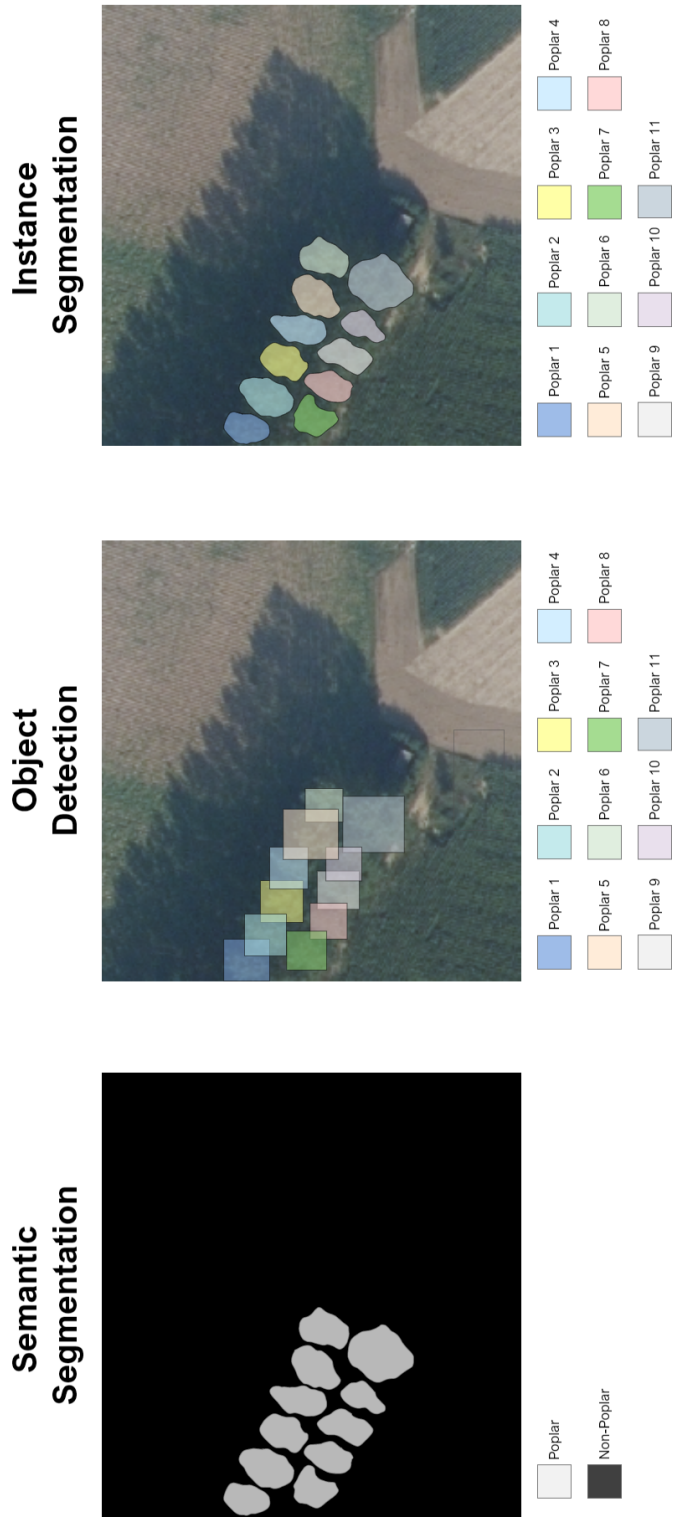 Semantic
Segmentation
Object
Detection
Instance
Segmentation
Poplar
Non-Poplar
Poplar 1
Poplar 2
Poplar 3
Poplar 4
Poplar 5
Poplar 6
Poplar 7
Poplar 8
Poplar 9
Poplar 10
Poplar 11
Poplar 1
Poplar 2
Poplar 3
Poplar 4
Poplar 5
Poplar 6
Poplar 7
Poplar 8
Poplar 9
Poplar 10
Poplar 11